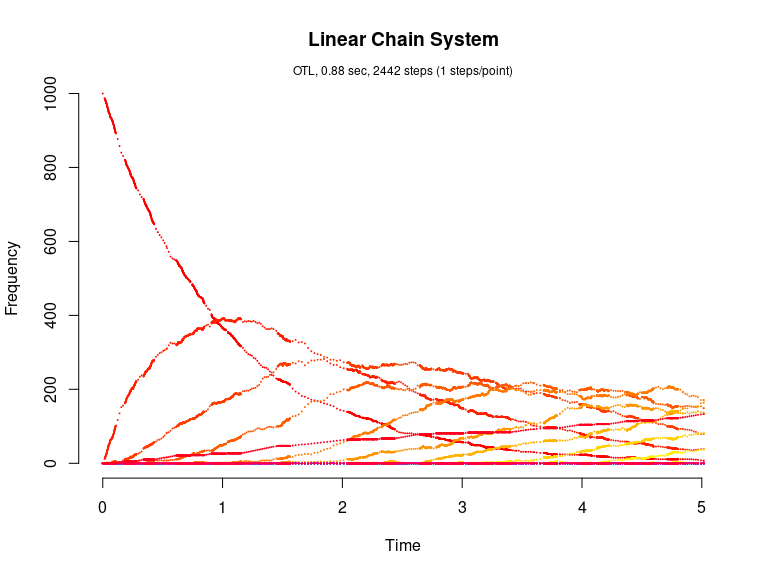 Linear Chain System
OTL, 0.88 sec, 2442 steps (1 steps/point)
Frequency
1000
800
600
400
200
0
0 1 2 3 4 5
Time